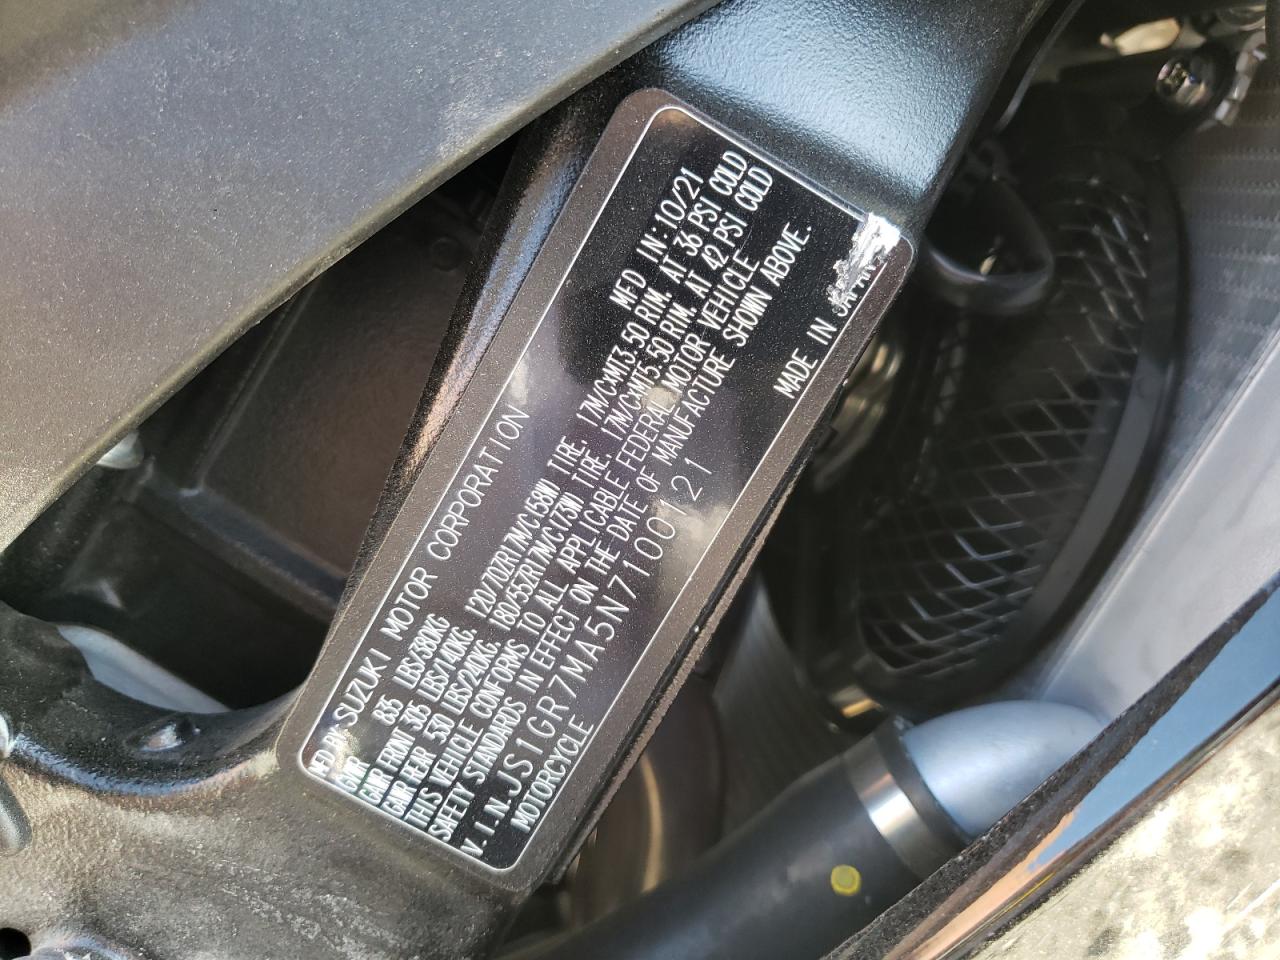 MFD BY SUZUKI MOTOR CORPORATION MFD IN:10/21
GVWR 835 LBS/380KG
GAWR FRONT 305 LBS/140KG. 120/70ZR17M/C(58W) TIRE, 17M/CXMT3.50 RIM. AT 36 PSI COLD
GAWR REAR 530 LBS/240KG. 180/55ZR17M/C(73W) TIRE, 17M/CXMT5.50 RIM. AT 42 PSI COLD
THIS VEHICLE CONFORMS TO ALL APPLICABLE FEDERAL MOTOR VEHICLE
SAFETY STANDARDS IN EFFECT ON THE DATE OF MANUFACTURE SHOWN ABOVE.
V.I.N.JS1GR7MA5N7100121
MOTORCYCLE MADE IN JAPAN